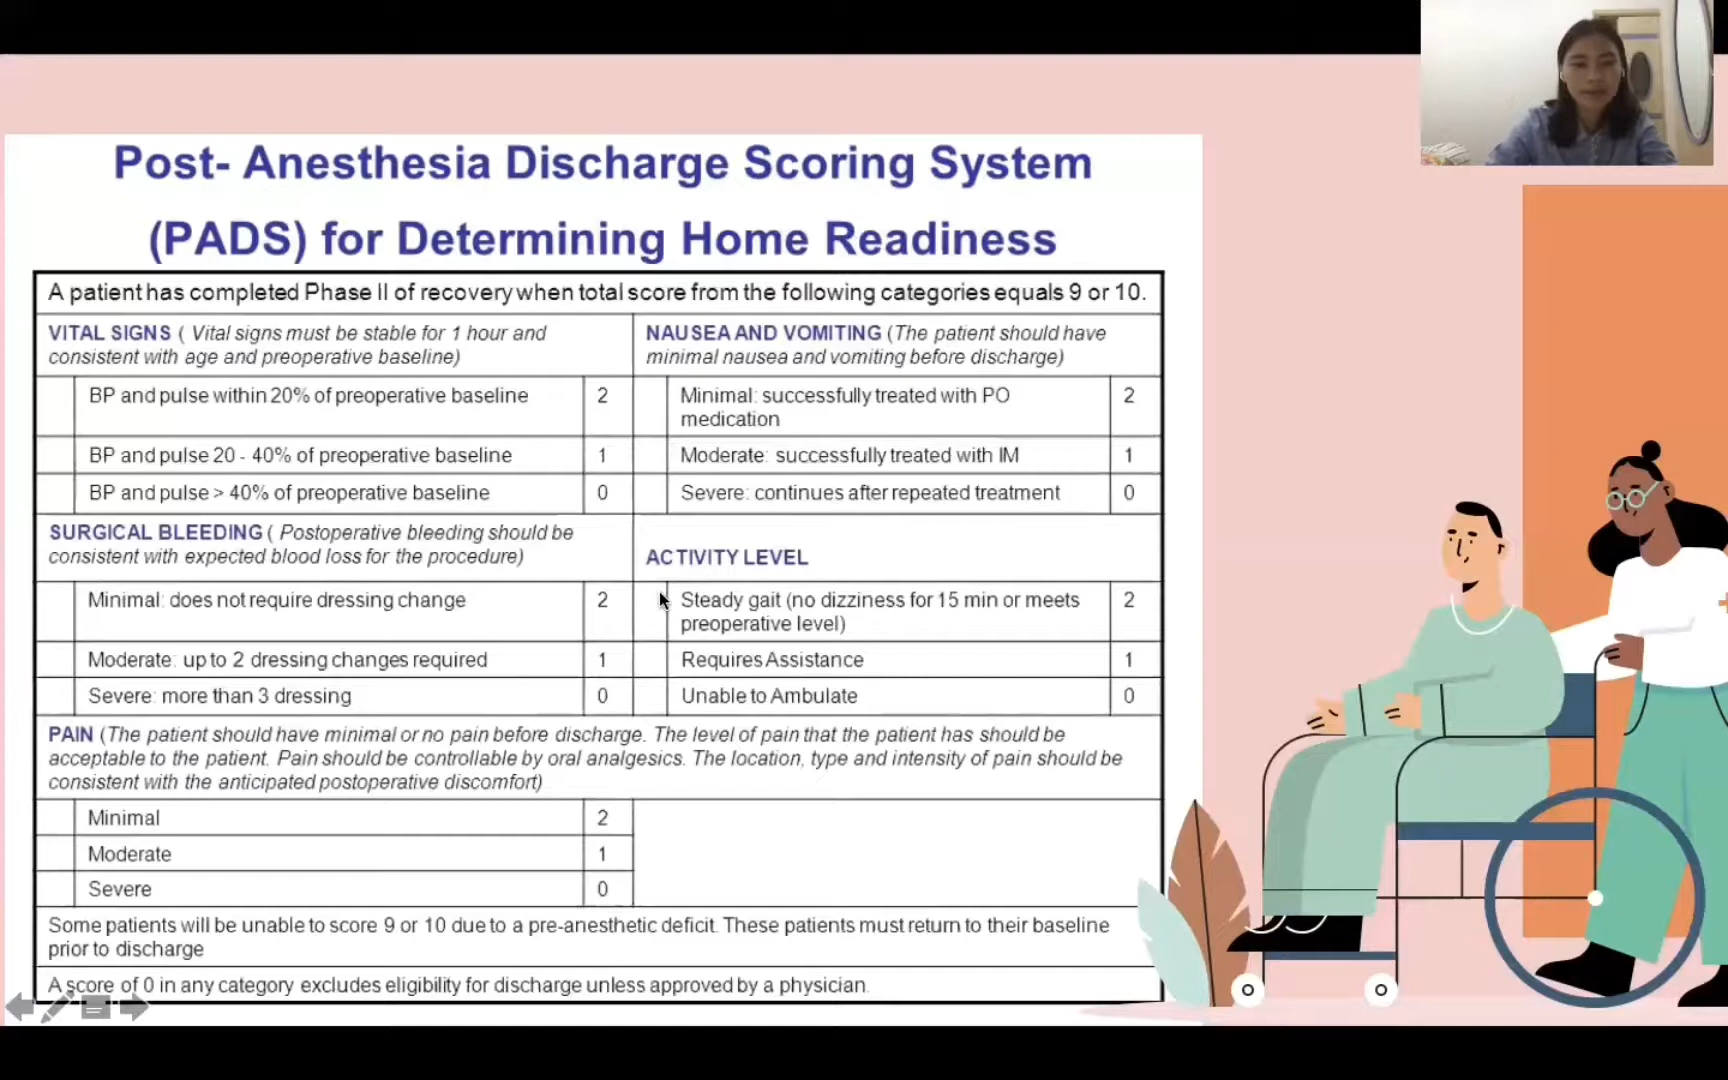 Post- Anesthesia Discharge Scoring System
(PADS) for Determining Home Readiness
A patient has completed Phase II of recovery when total score from the following categories equals 9 or 10.
VITAL SIGNS ( Vital signs must be stable for 1 hour and
consistent with age and preoperative baseline)
BP and pulse within 20% of preoperative baseline 2
BP and pulse 20 - 40% of preoperative baseline 1
BP and pulse > 40% of preoperative baseline 0
NAUSEA AND VOMITING (The patient should have
minimal nausea and vomiting before discharge)
Minimal: successfully treated with PO
medication 2
Moderate: successfully treated with IM 1
Severe: continues after repeated treatment 0
SURGICAL BLEEDING ( Postoperative bleeding should be
consistent with expected blood loss for the procedure)
Minimal: does not require dressing change 2
Moderate: up to 2 dressing changes required 1
Severe: more than 3 dressing 0
ACTIVITY LEVEL
Steady gait (no dizziness for 15 min or meets
preoperative level) 2
Requires Assistance 1
Unable to Ambulate 0
PAIN (The patient should have minimal or no pain before discharge. The level of pain that the patient has should be
acceptable to the patient. Pain should be controllable by oral analgesics. The location, type and intensity of pain should be
consistent with the anticipated postoperative discomfort)
Minimal 2
Moderate 1
Severe 0
Some patients will be unable to score 9 or 10 due to a pre-anesthetic deficit. These patients must return to their baseline
prior to discharge
A score of 0 in any category excludes eligibility for discharge unless approved by a physician.